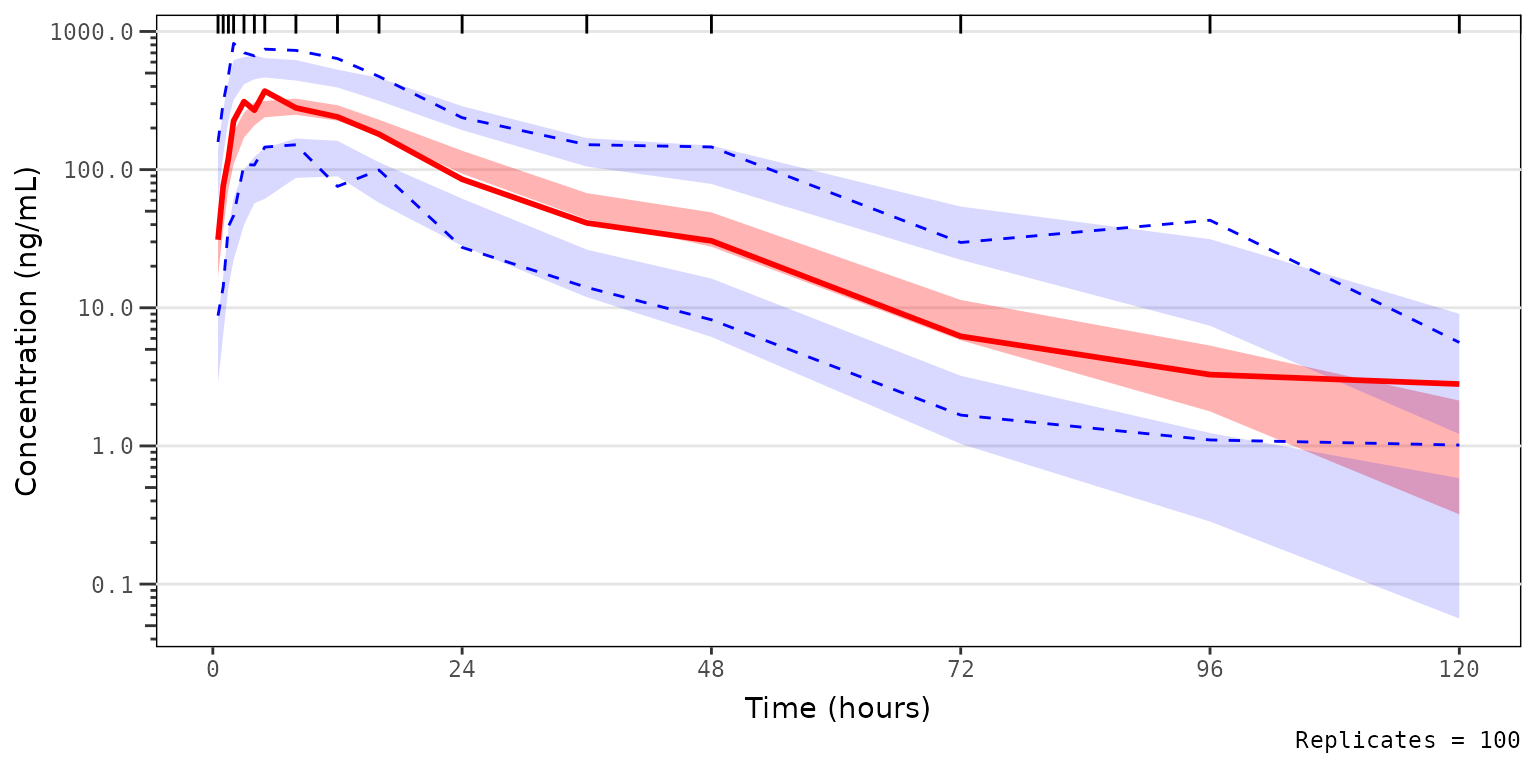 Concentration (ng/mL)
1000.0
100.0
10.0
1.0
0.1
0 24 48 72 96 120
Time (hours)
Replicates = 100